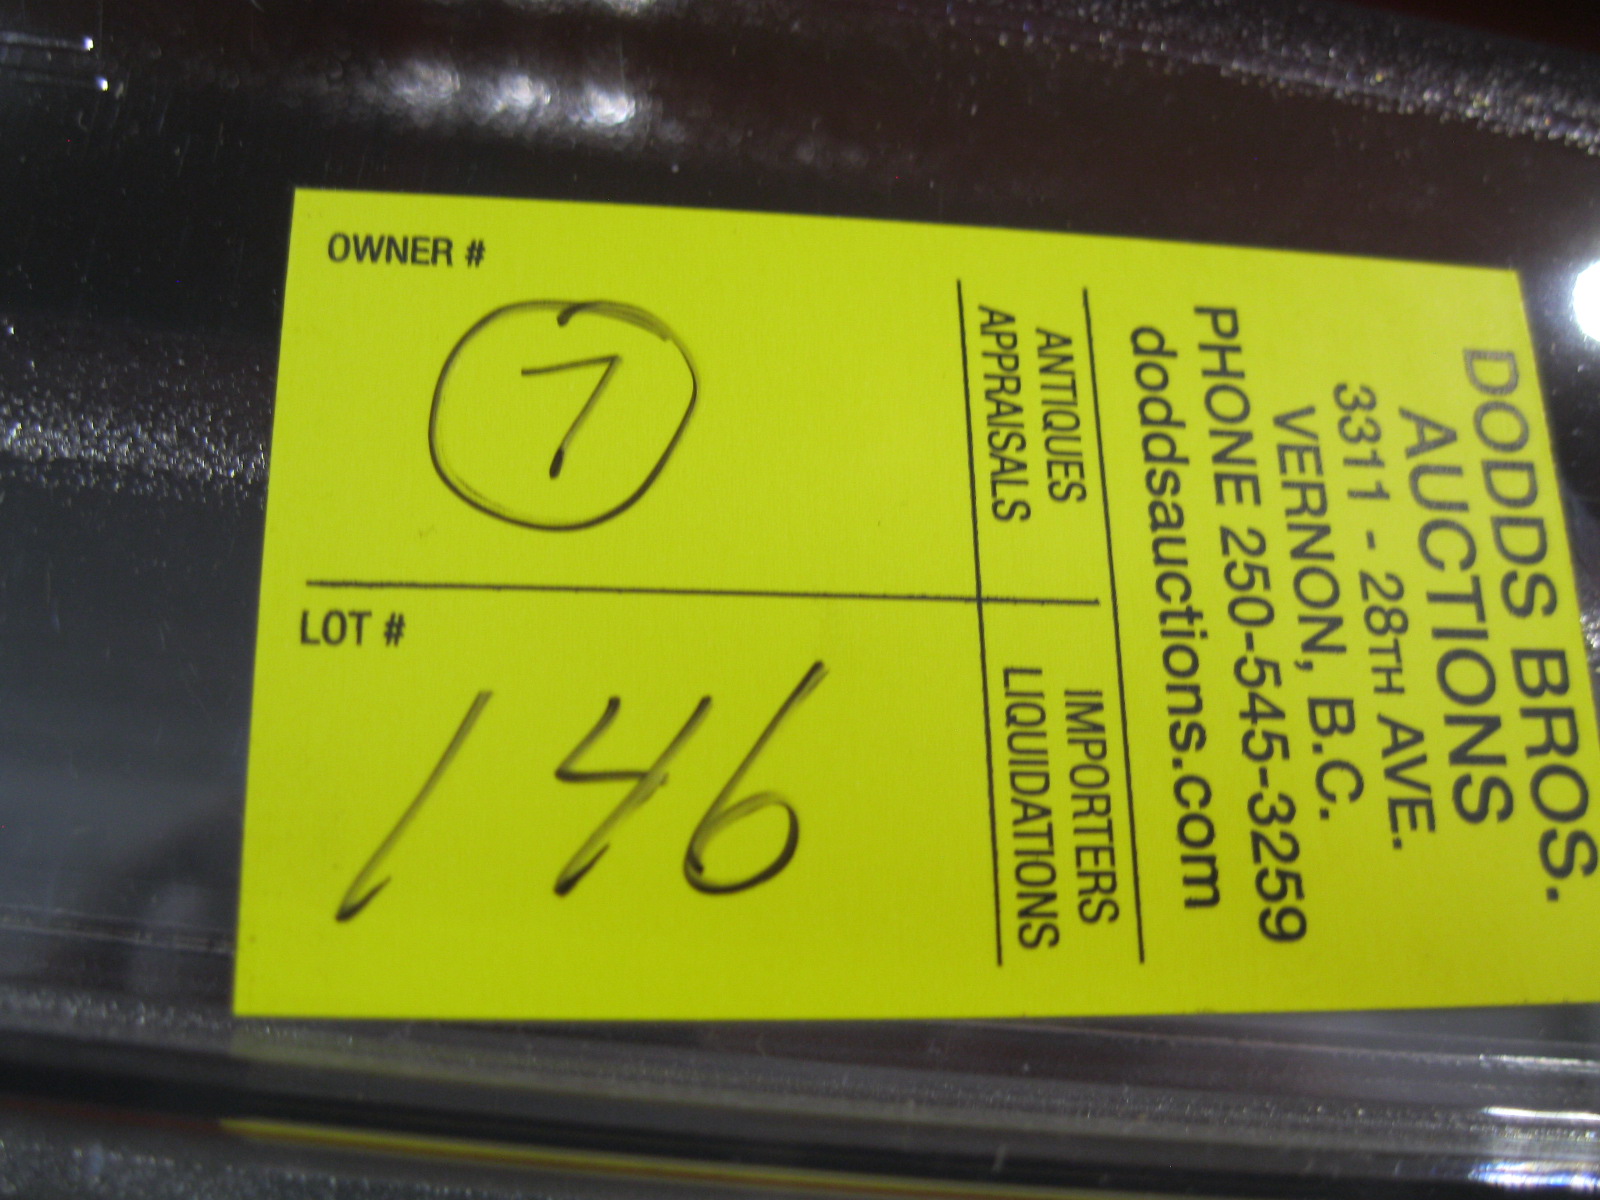 DODDS BROS.
AUCTIONS
3311 - 28TH AVE.
VERNON, B.C.
PHONE 250-545-3259
doddsauctions.com
ANTIQUES IMPORTERS
APPRAISALS LIQUIDATIONS
OWNER #
7
LOT #
146